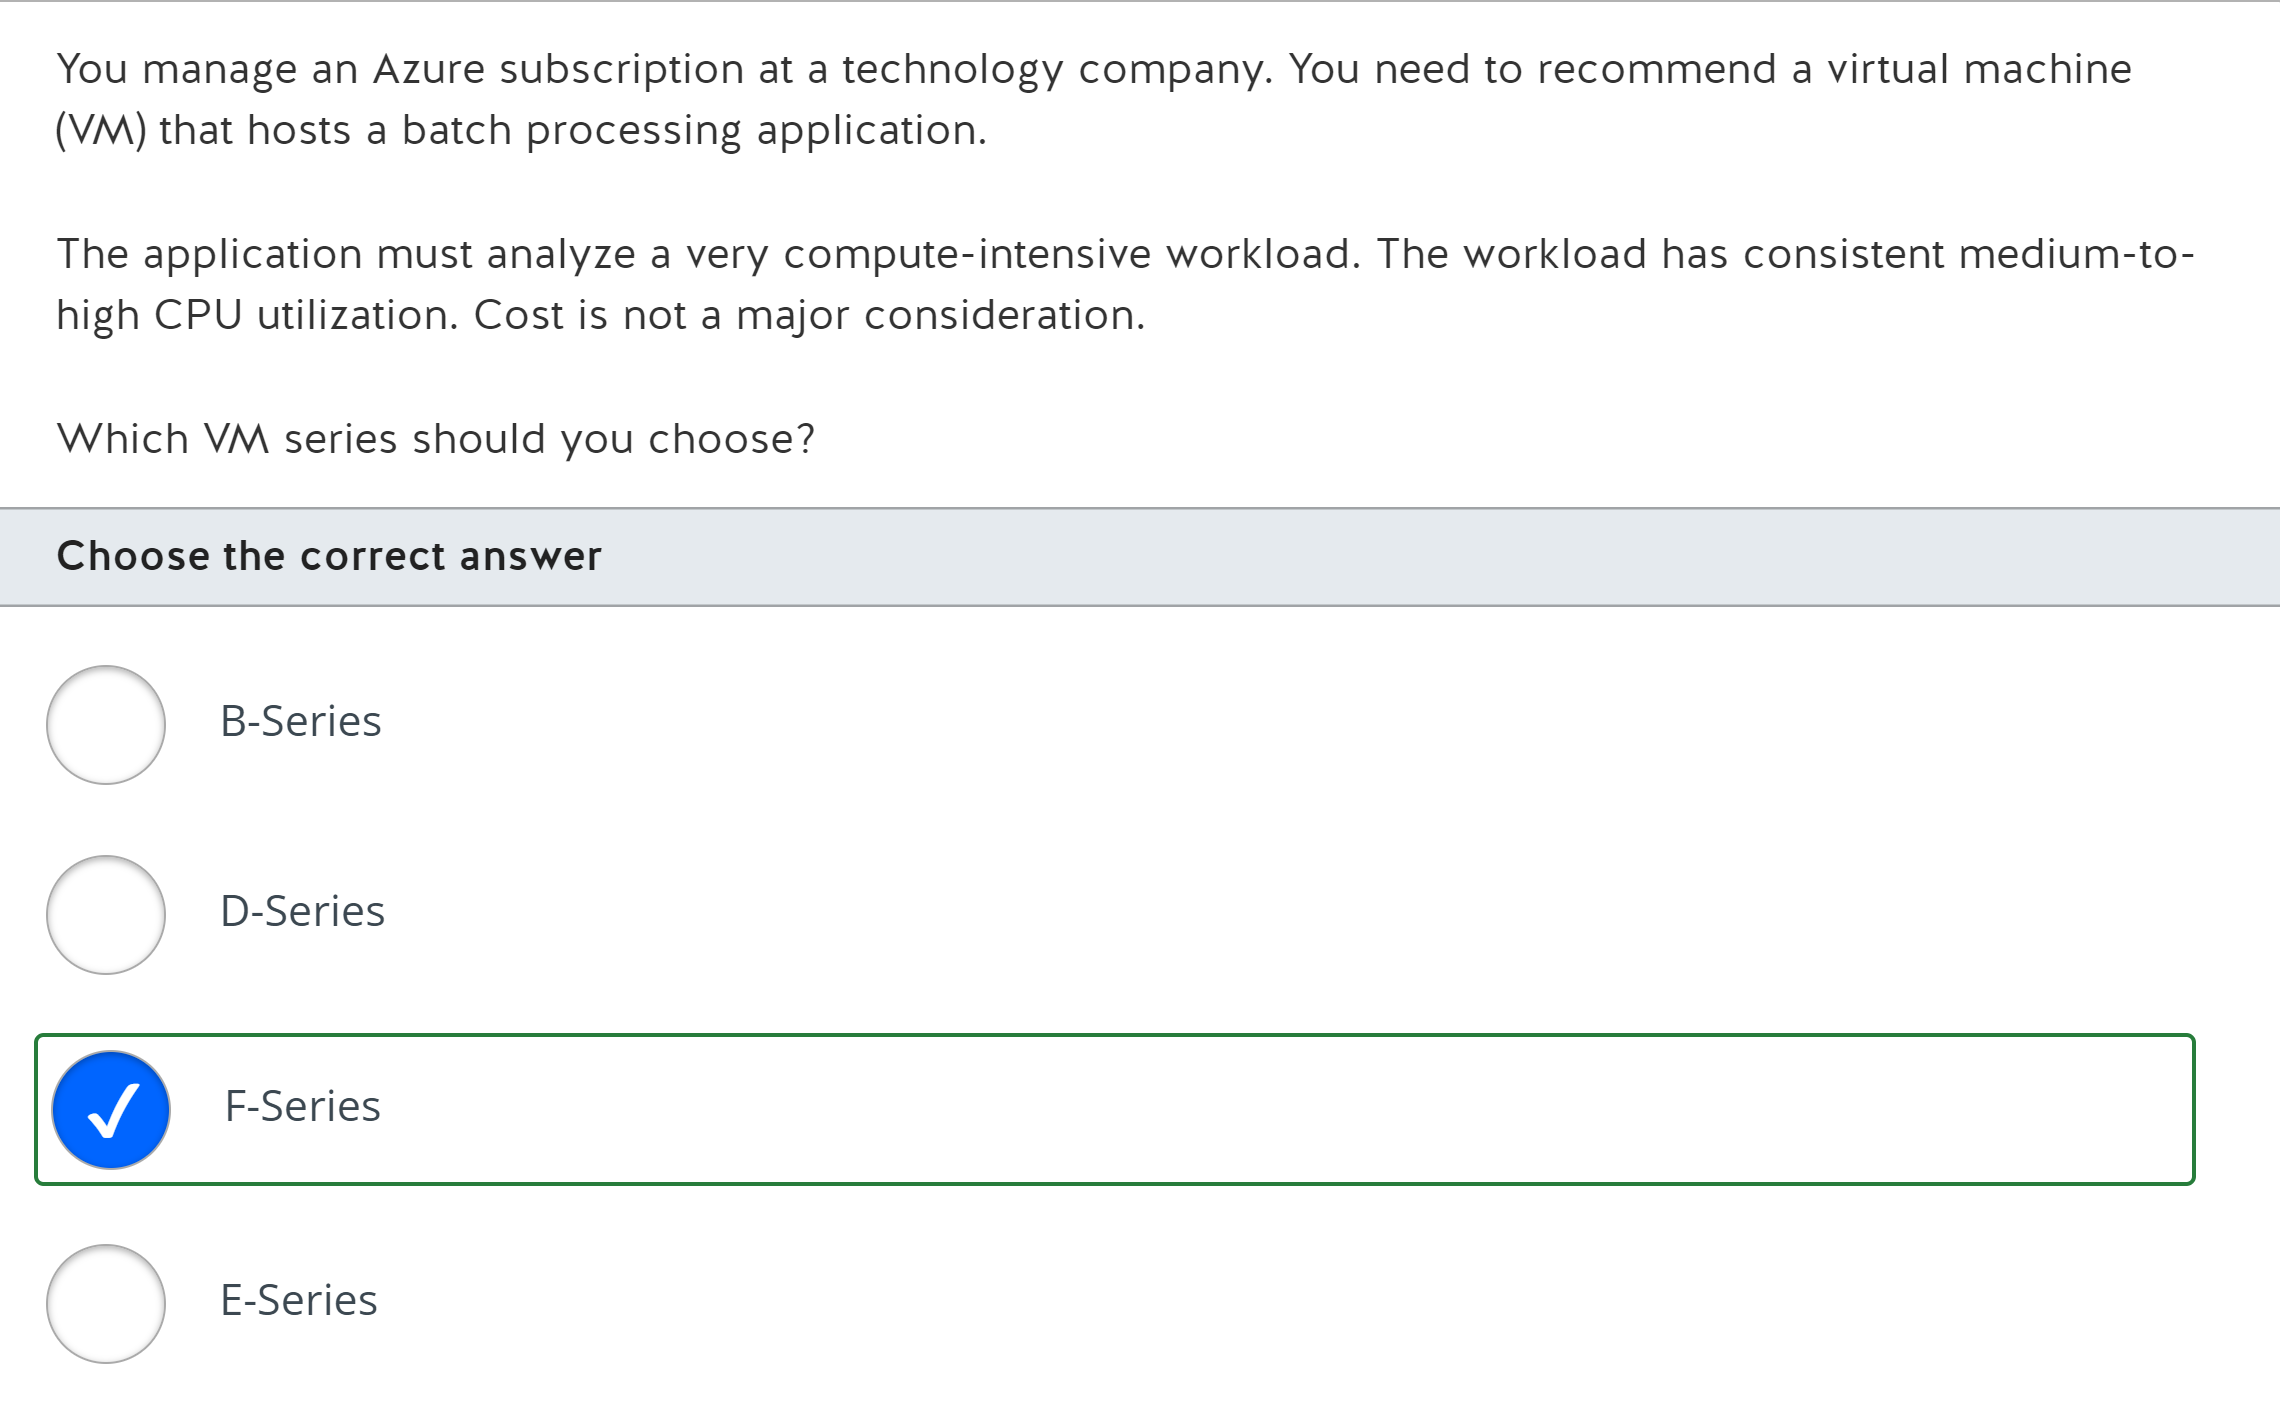 You manage an Azure subscription at a technology company. You need to recommend a virtual machine
(VM) that hosts a batch processing application.
The application must analyze a very compute-intensive workload. The workload has consistent medium-to-
high CPU utilization. Cost is not a major consideration.
Which VM series should you choose?
Choose the correct answer
B-Series
D-Series
F-Series
E-Series